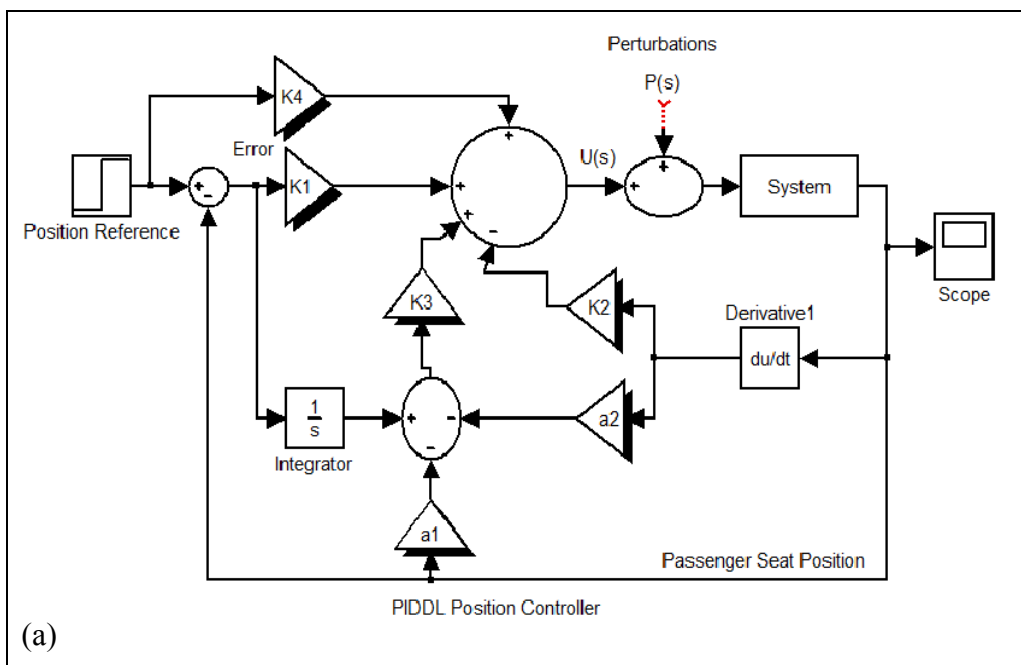 Perturbations
P(s)
K4
Error
U(s)
K1
System
Position Reference
K3
K2
Scope
Derivative1
du/dt
1
s
a2
Integrator
a1
Passenger Seat Position
PIDDL Position Controller
(a)